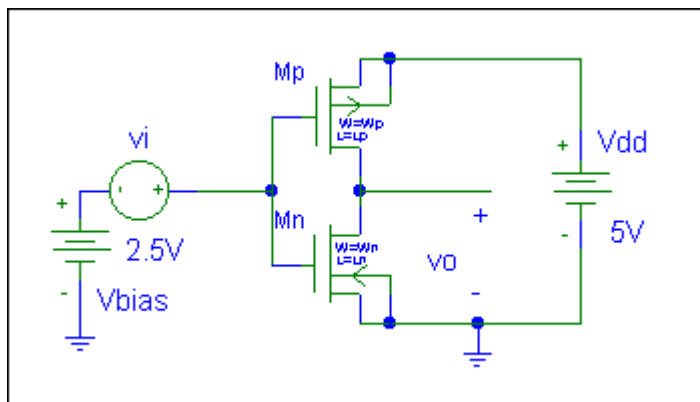 Mp
W=Wp
L=Lp
vi
Vdd
+
+
- +
Mn
+
2.5V
W=Wn
L=Ln
vo
-
5V
-
Vbias
-